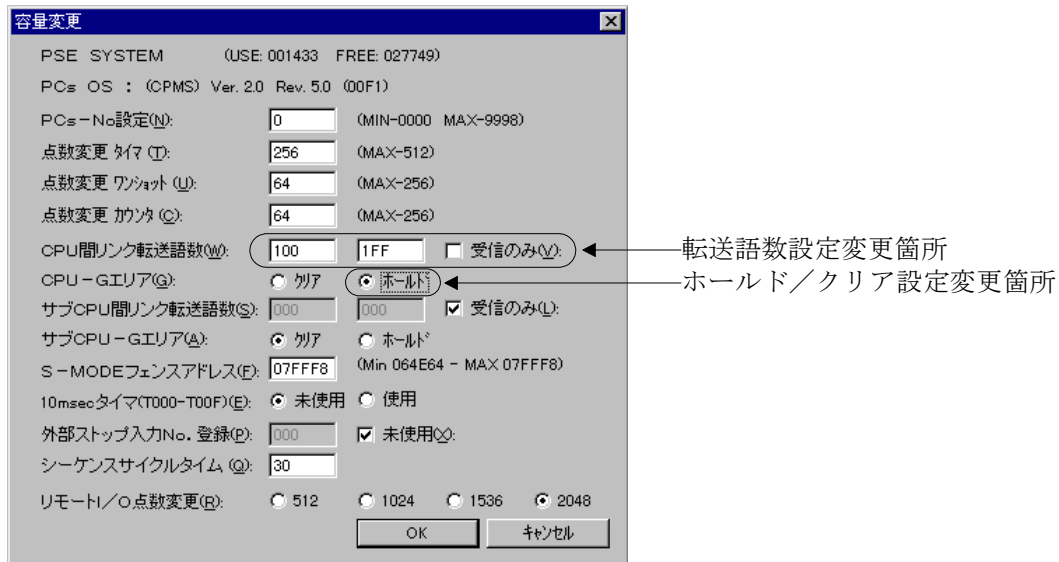 容量変更
PSE SYSTEM (USE: 001433 FREE: 027749)
PCs OS : (CPMS) Ver. 2.0 Rev. 5.0 (00F1)
PCs-No設定(N): 0 (MIN-0000 MAX-9998)
点数変更 ﾀｲﾏ (T): 256 (MAX-512)
点数変更 ﾜﾝｼｮｯﾄ (U): 64 (MAX-256)
点数変更 ｶｳﾝﾀ (C): 64 (MAX-256)
CPU間リンク転送語数(W): 100 1FF 受信のみ(V): 転送語数設定変更箇所
CPU-Gエリア(G): ｸﾘｱ ﾎｰﾙﾄﾞ ホールド/クリア設定変更箇所
サブCPU間リンク転送語数(S): 000 000 受信のみ(L):
サブCPU-Gエリア(A): ｸﾘｱ ﾎｰﾙﾄﾞ
S-MODEフェンスアドレス(F): 07FFF8 (Min 064E64 - MAX 07FFF8)
10msecタイマ(T000-T00F)(E): 未使用 使用
外部ストップ入力No.登録(P): 000 未使用(X):
シーケンスサイクルタイム (Q): 30
リモートI/O点数変更(R): 512 1024 1536 2048
OK ｷｬﾝｾﾙ